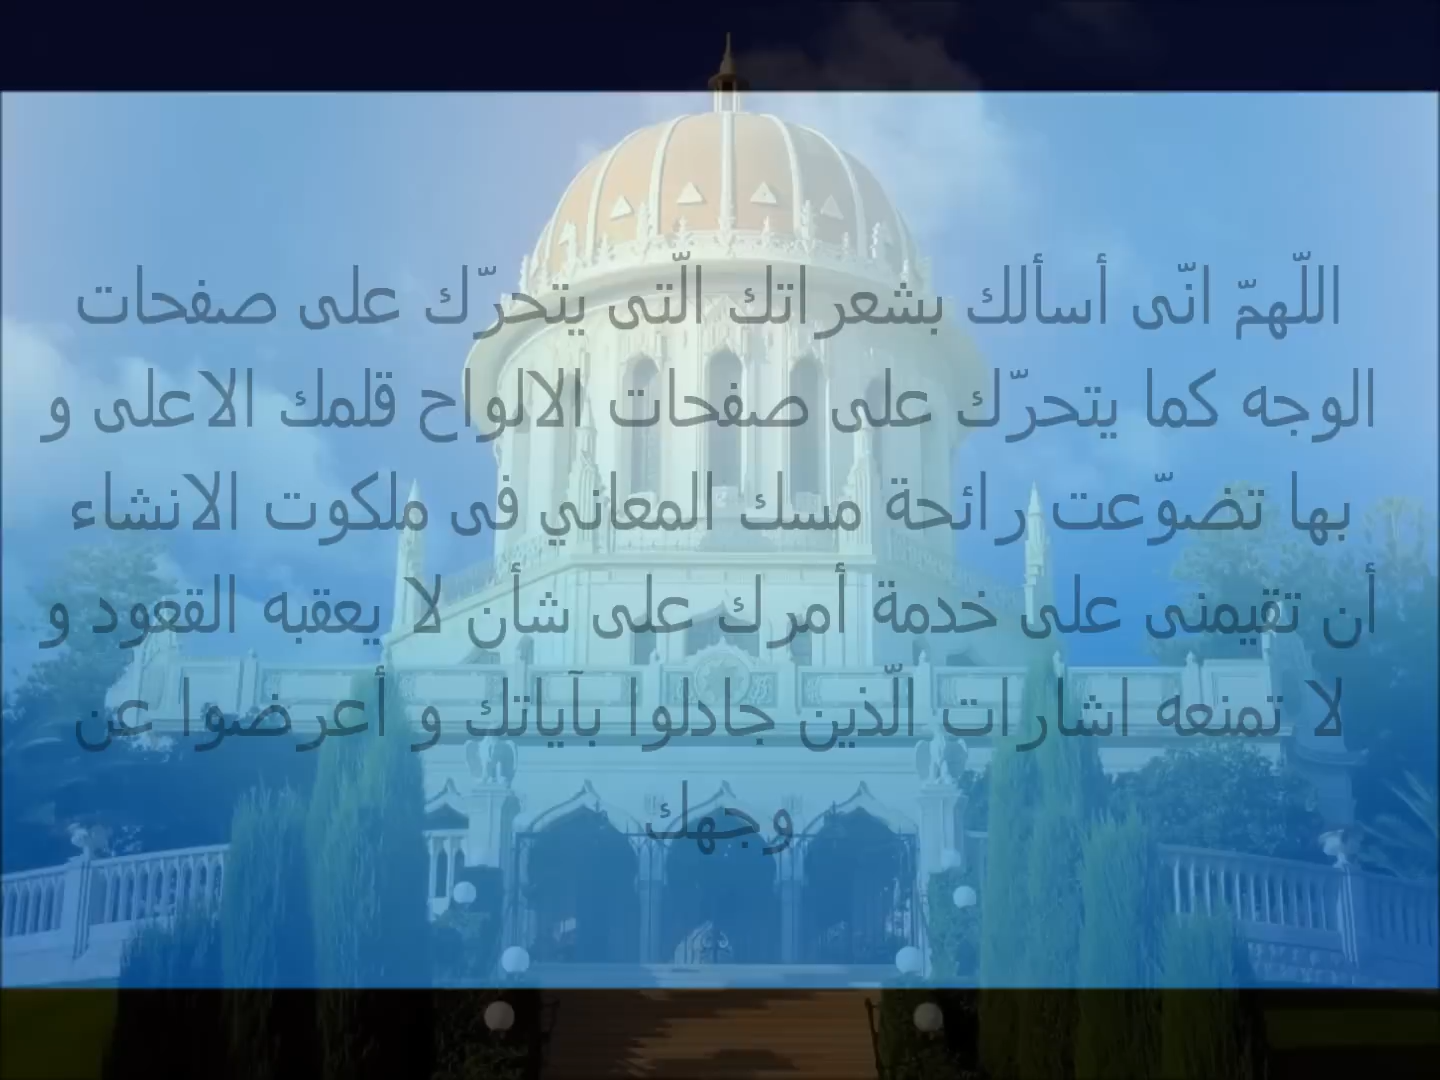 اللّهمّ انّى أسألك بشعراتك الّتى يتحرّك على صفحات
الوجه كما يتحرّك على صفحات الالواح قلمك الاعلى و
بها تضوّعت رائحة مسك المعاني فى ملكوت الانشاء
أن تقيمنى على خدمة أمرك على شأن لا يعقبه القعود و
لا تمنعه اشارات الّذين جادلوا بآياتك و أعرضوا عن
وجهك